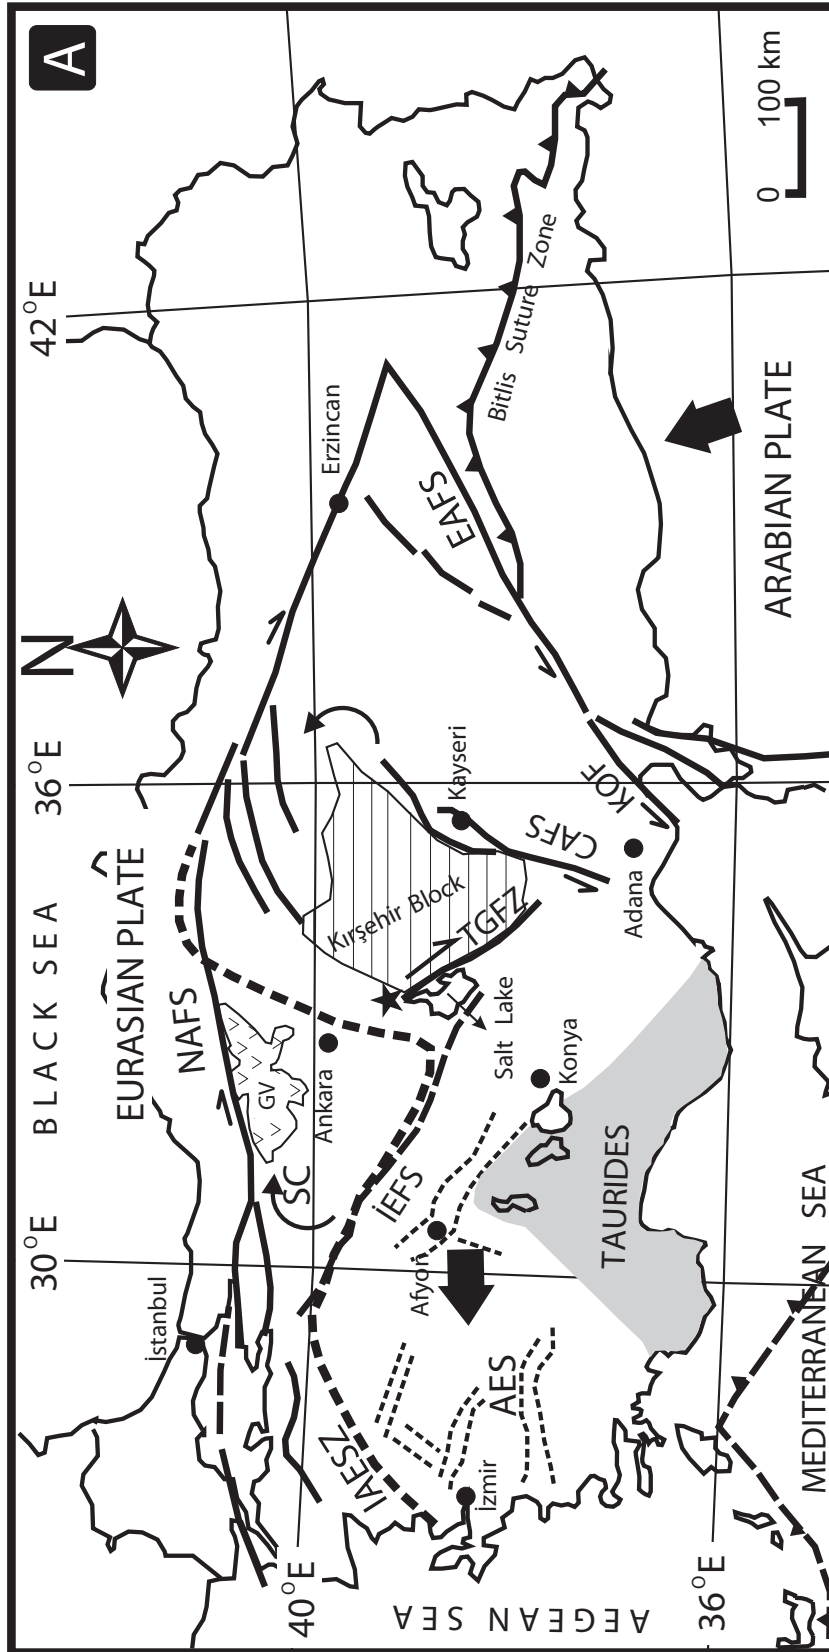 A
BLACK SEA
EURASIAN PLATE
N
30°E
36°E
42°E
İstanbul
NAFS
GV
SC
Ankara
Erzincan
40°E
IAESZ
İEFS
Kırşehir Block
TGFZ
Salt Lake
Kayseri
CAFS
EAFS
Bitlis Suture Zone
İzmir
AES
Afyon
Konya
Adana
KOF
TAURIDES
ARABIAN PLATE
AEGEAN SEA
36°E
MEDITERRANEAN SEA
0
100 km